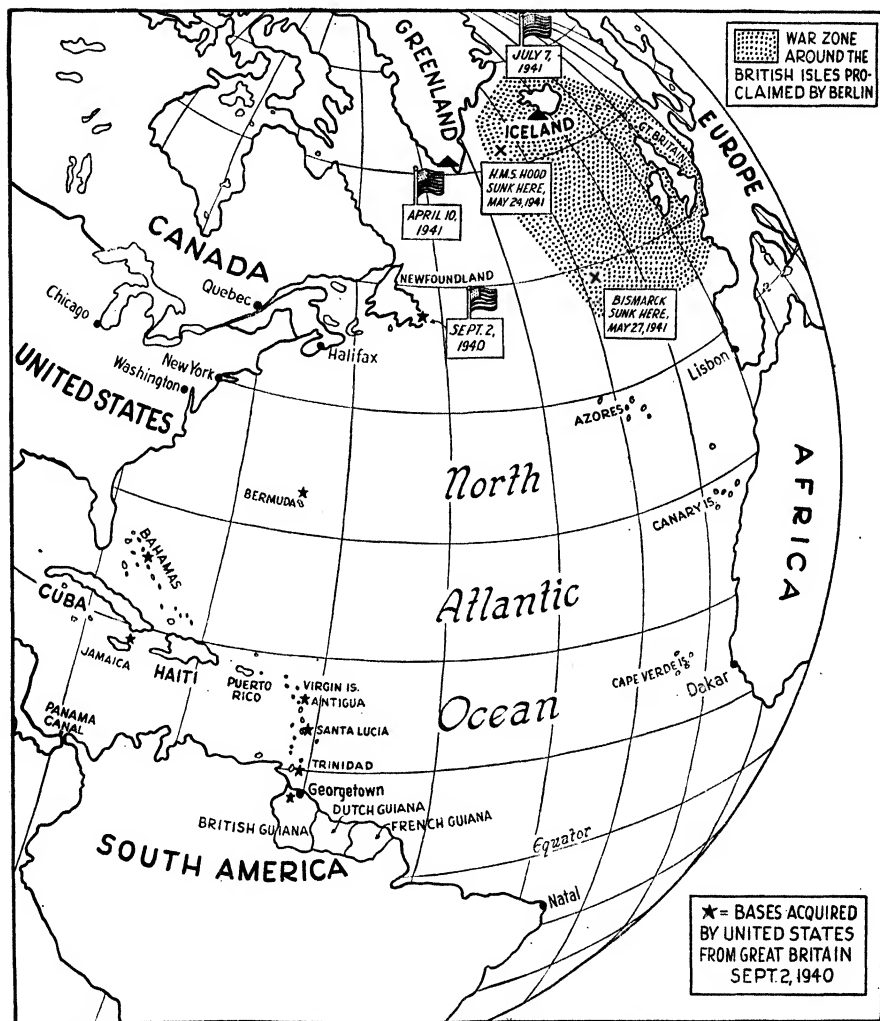 GREENLAND
JULY 7,
1941
WAR ZONE
AROUND THE
BRITISH ISLES PRO-
CLAIMED BY BERLIN
ICELAND
GT. BRITAIN
EUROPE
H.M.S. HOOD
SUNK HERE,
MAY 24, 1941
APRIL 10,
1941
CANADA
NEWFOUNDLAND
Quebec
Chicago
SEPT. 2,
1940
BISMARCK
SUNK HERE,
MAY 27, 1941
Halifax
New York
Washington
UNITED STATES
Lisbon
AZORES
AFRICA
North
BERMUDA
CANARY IS.
BAHAMAS
Atlantic
CUBA
JAMAICA
HAITI
PUERTO
RICO
VIRGIN IS.
ANTIGUA
CAPE VERDE IS.
Dakar
Ocean
SANTA LUCIA
PANAMA
CANAL
TRINIDAD
Georgetown
DUTCH GUIANA
BRITISH GUIANA
FRENCH GUIANA
Equator
SOUTH AMERICA
Natal
★ = BASES ACQUIRED
BY UNITED STATES
FROM GREAT BRITAIN
SEPT. 2, 1940